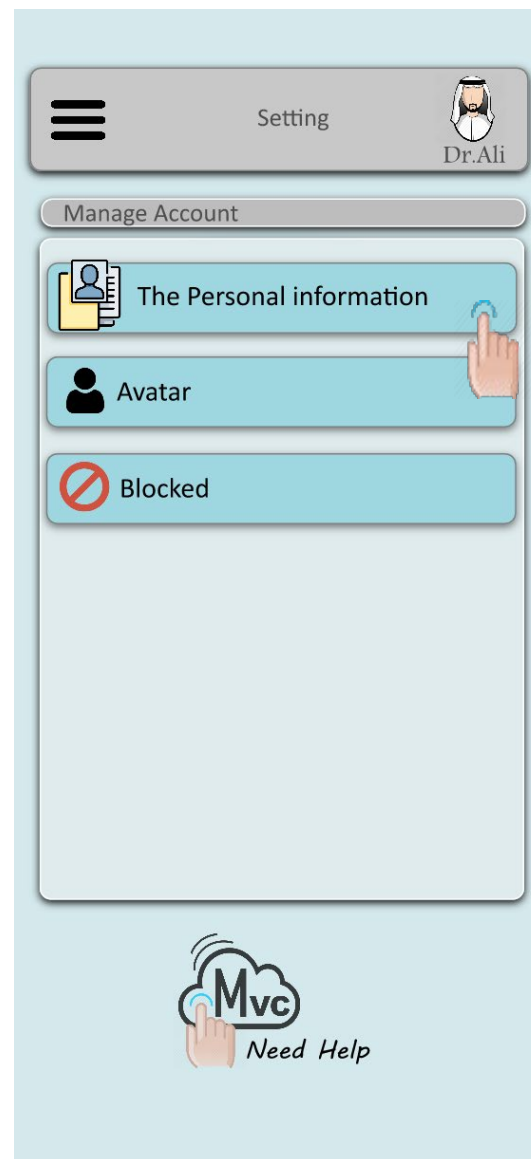 Setting
Dr.Ali
Manage Account
The Personal information
Avatar
Blocked
Mvc
Need Help